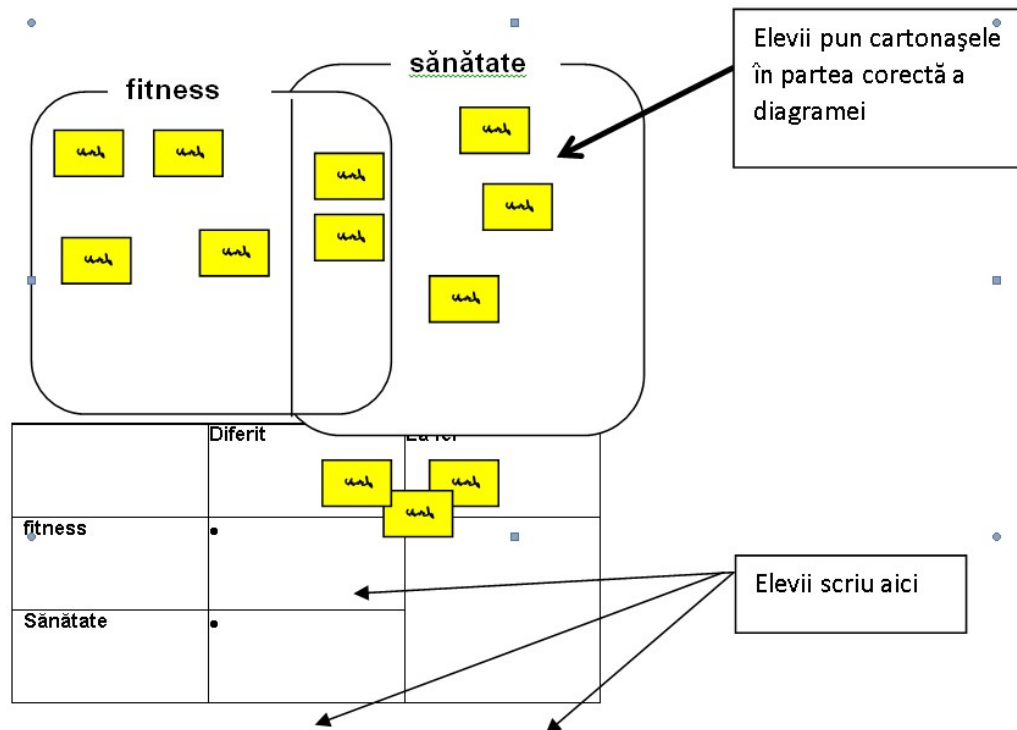 sănătate
fitness
Elevii pun cartonaşele
în partea corectă a
diagramei
Diferit
fitness
Sănătate
Elevii scriu aici